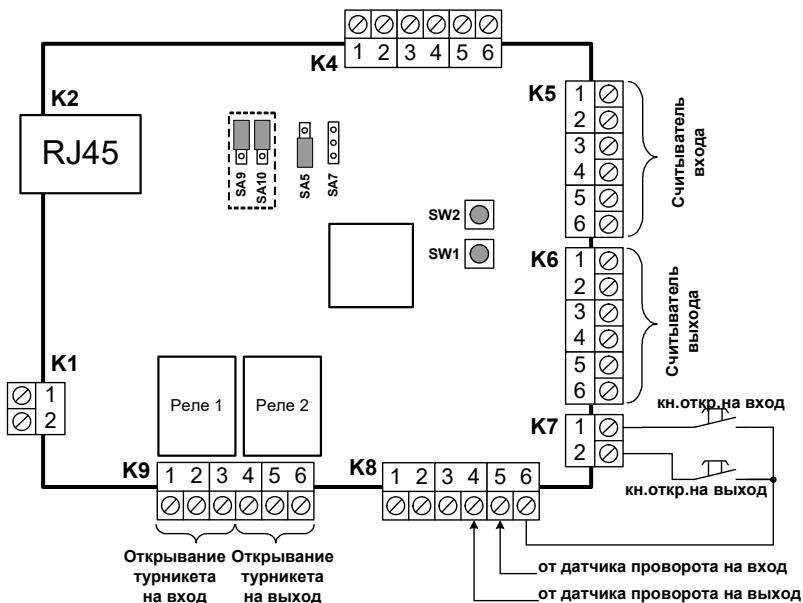 K4
1 2 3 4 5 6
K2
RJ45
SA9
SA10
SA5
SA7
SW2
SW1
K5
1
2
3
4
5
6
Считыватель
входа
K6
1
2
3
4
5
6
Считыватель
выхода
K1
1
2
Реле 1
Реле 2
K7
1
2
кн.откр.на вход
кн.откр.на выход
K9
1 2 3 4 5 6
K8
1 2 3 4 5 6
Открывание
турникета
на вход
Открывание
турникета
на выход
от датчика проворота на вход
от датчика проворота на выход